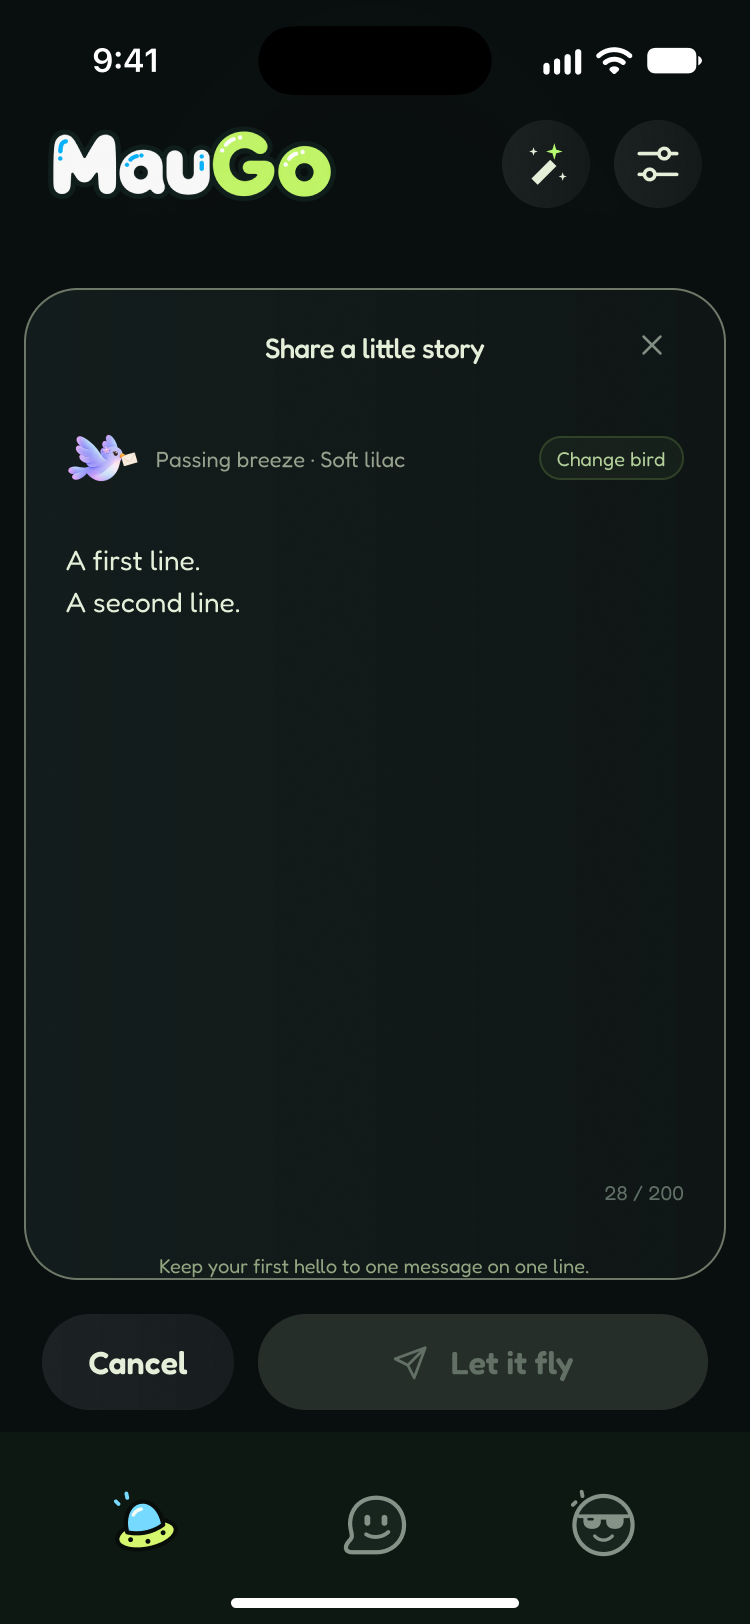 9:41
MauGo
Share a little story
Passing breeze · Soft lilac
Change bird
A first line.
A second line.
28 / 200
Keep your first hello to one message on one line.
Cancel
Let it fly